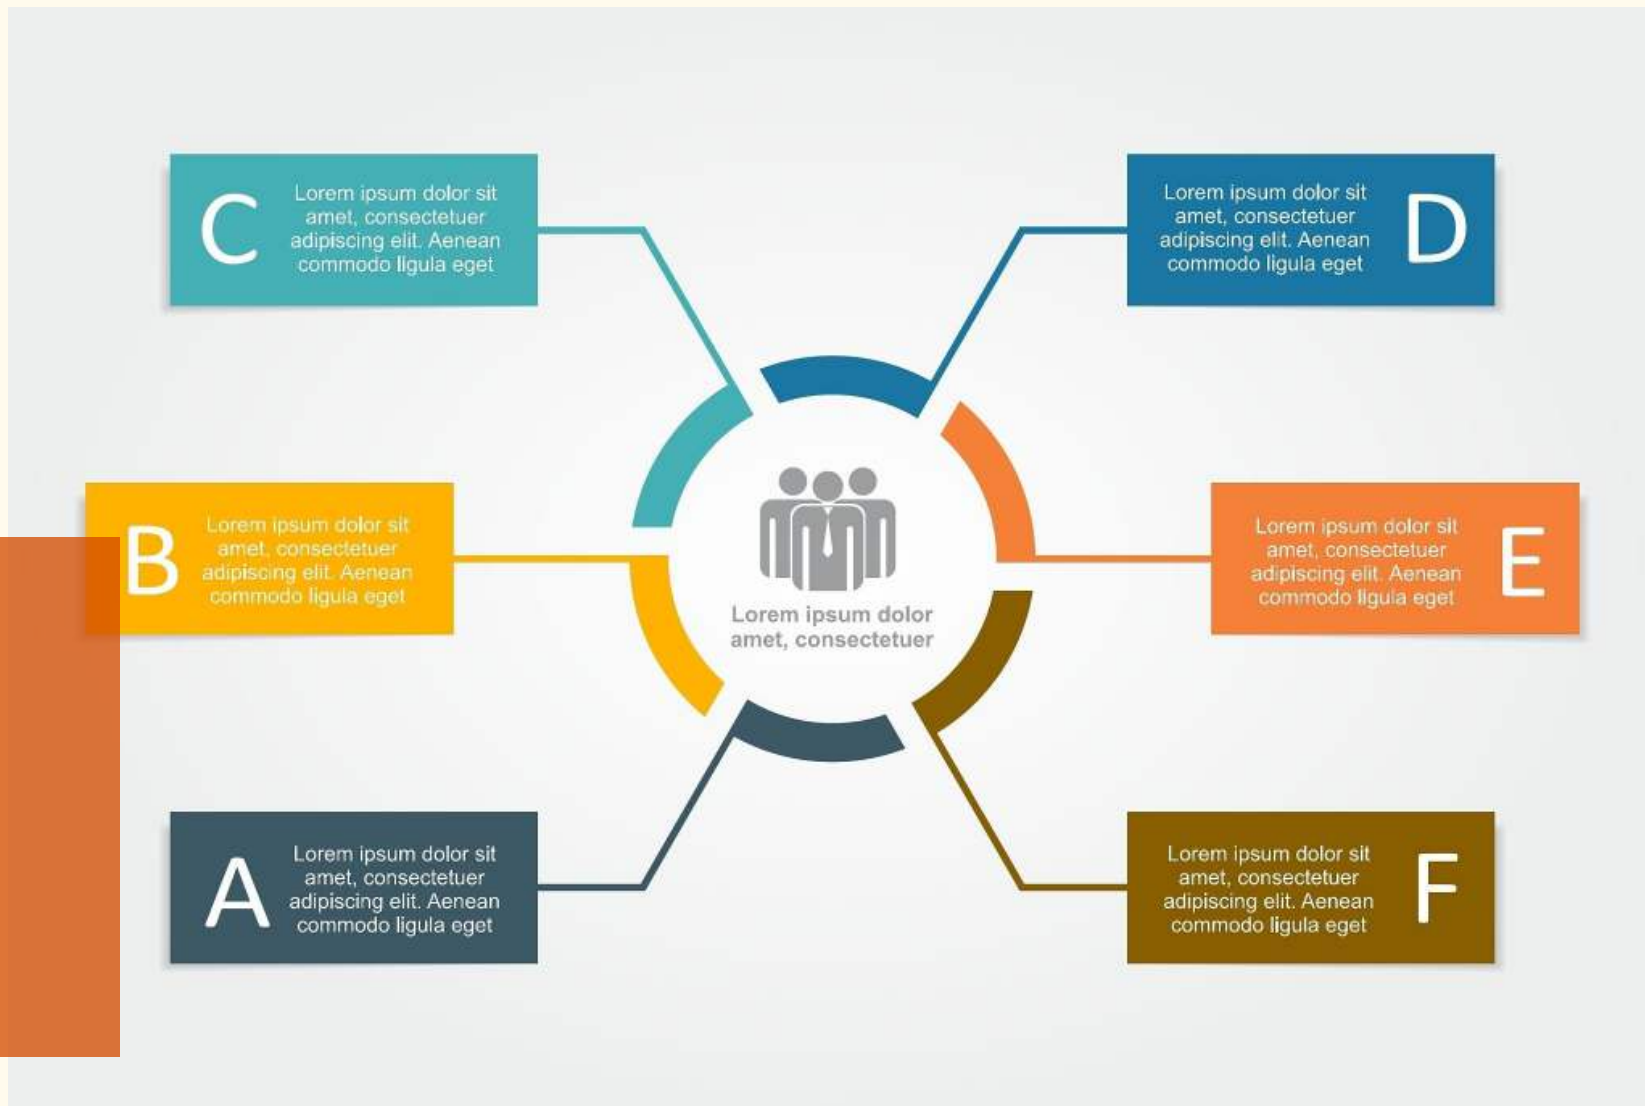 C
Lorem ipsum dolor sit
amet, consectetuer
adipiscing elit. Aenean
commodo ligula eget
Lorem ipsum dolor sit
amet, consectetuer
adipiscing elit. Aenean
commodo ligula eget
D
B
Lorem ipsum dolor sit
amet, consectetuer
adipiscing elit. Aenean
commodo ligula eget
Lorem ipsum dolor
amet, consectetuer
Lorem ipsum dolor sit
amet, consectetuer
adipiscing elit. Aenean
commodo ligula eget
E
A
Lorem ipsum dolor sit
amet, consectetuer
adipiscing elit. Aenean
commodo ligula eget
Lorem ipsum dolor sit
amet, consectetuer
adipiscing elit. Aenean
commodo ligula eget
F